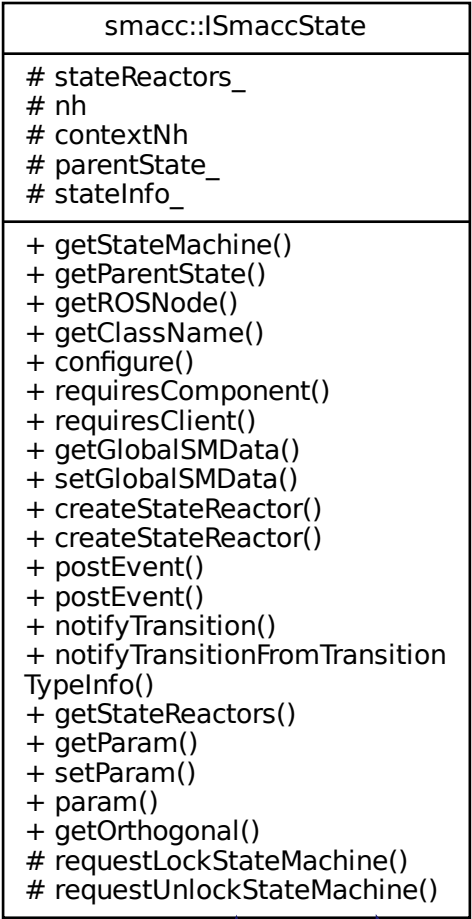 smacc::ISmaccState
# stateReactors_
# nh
# contextNh
# parentState_
# stateInfo_
+ getStateMachine()
+ getParentState()
+ getROSNode()
+ getClassName()
+ configure()
+ requiresComponent()
+ requiresClient()
+ getGlobalSMData()
+ setGlobalSMData()
+ createStateReactor()
+ createStateReactor()
+ postEvent()
+ postEvent()
+ notifyTransition()
+ notifyTransitionFromTransition
TypeInfo()
+ getStateReactors()
+ getParam()
+ setParam()
+ param()
+ getOrthogonal()
# requestLockStateMachine()
# requestUnlockStateMachine()